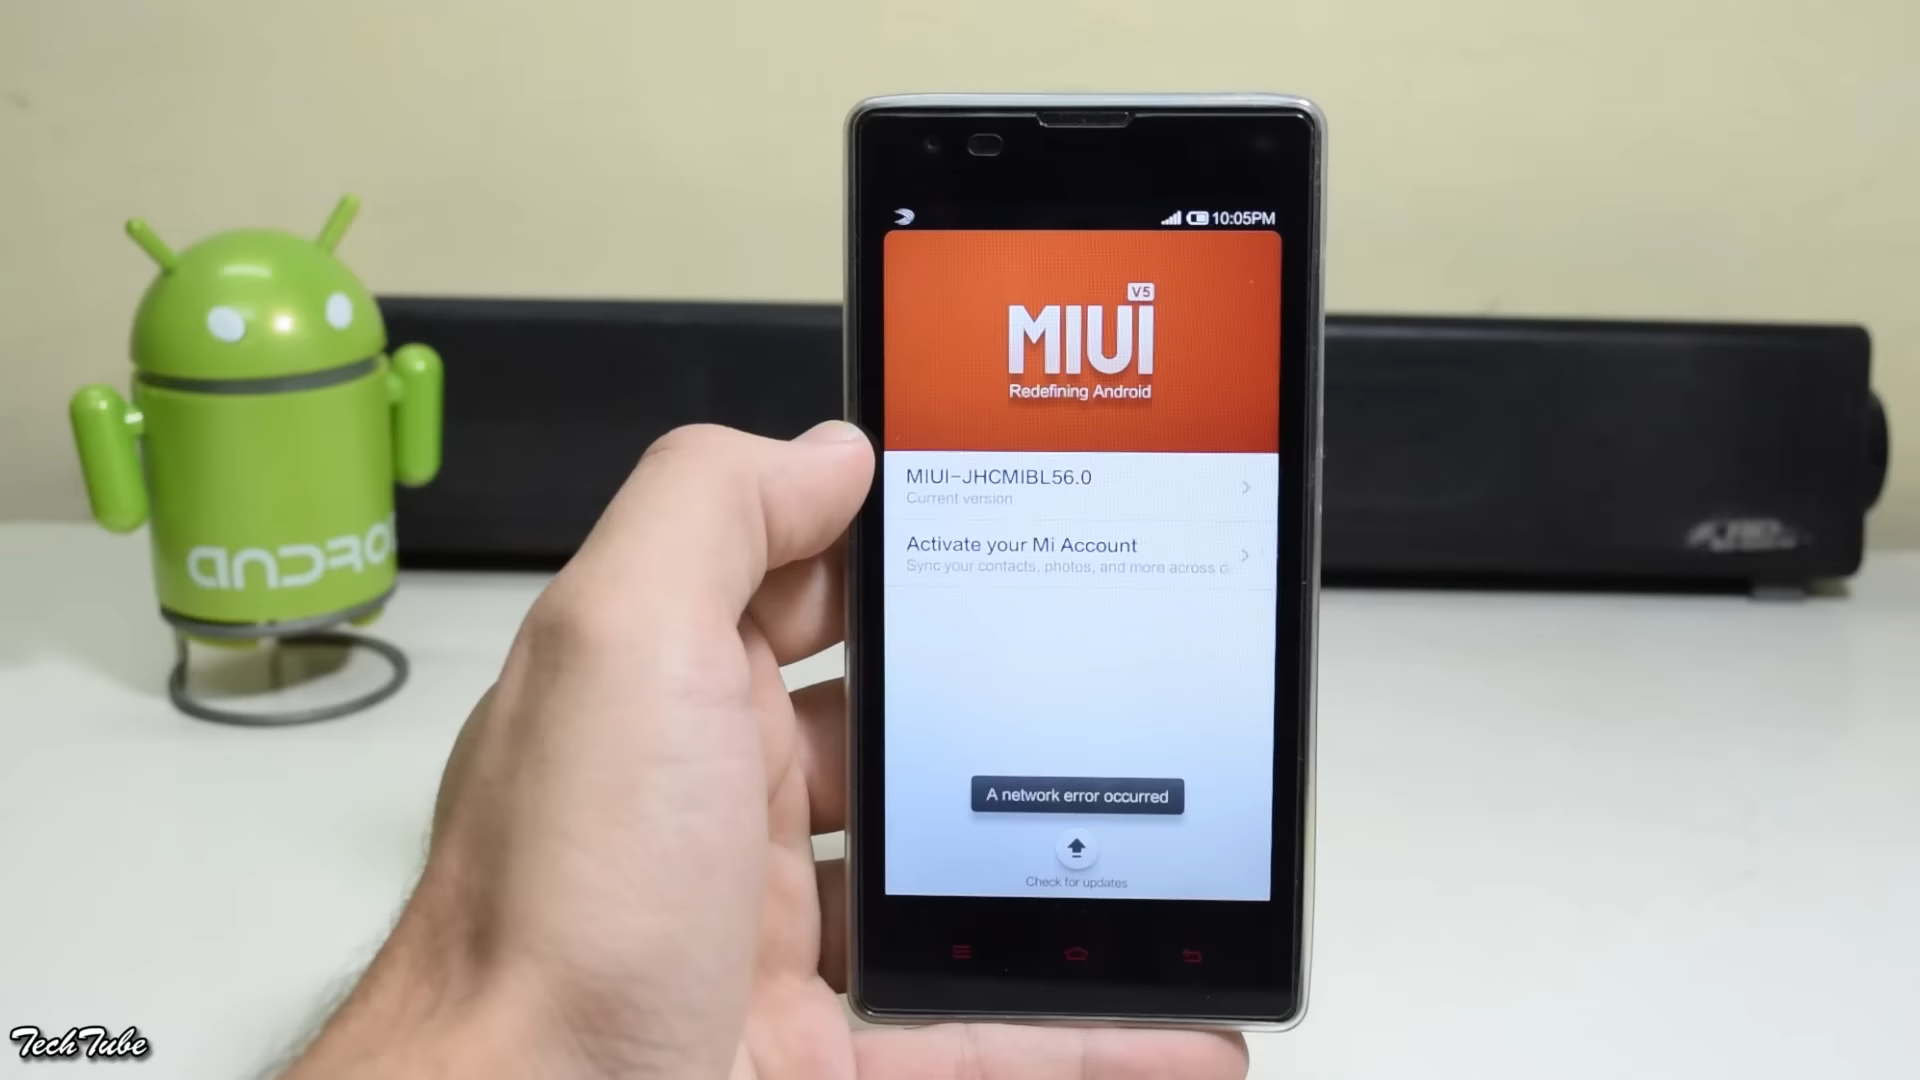 10:05PM
V5
MIUI
Redefining Android
MIUI-JHCMIBL56.0
Current version
Activate your Mi Account
Sync your contacts, photos, and more across
A network error occurred
Check for updates
ANDRO
TechTube